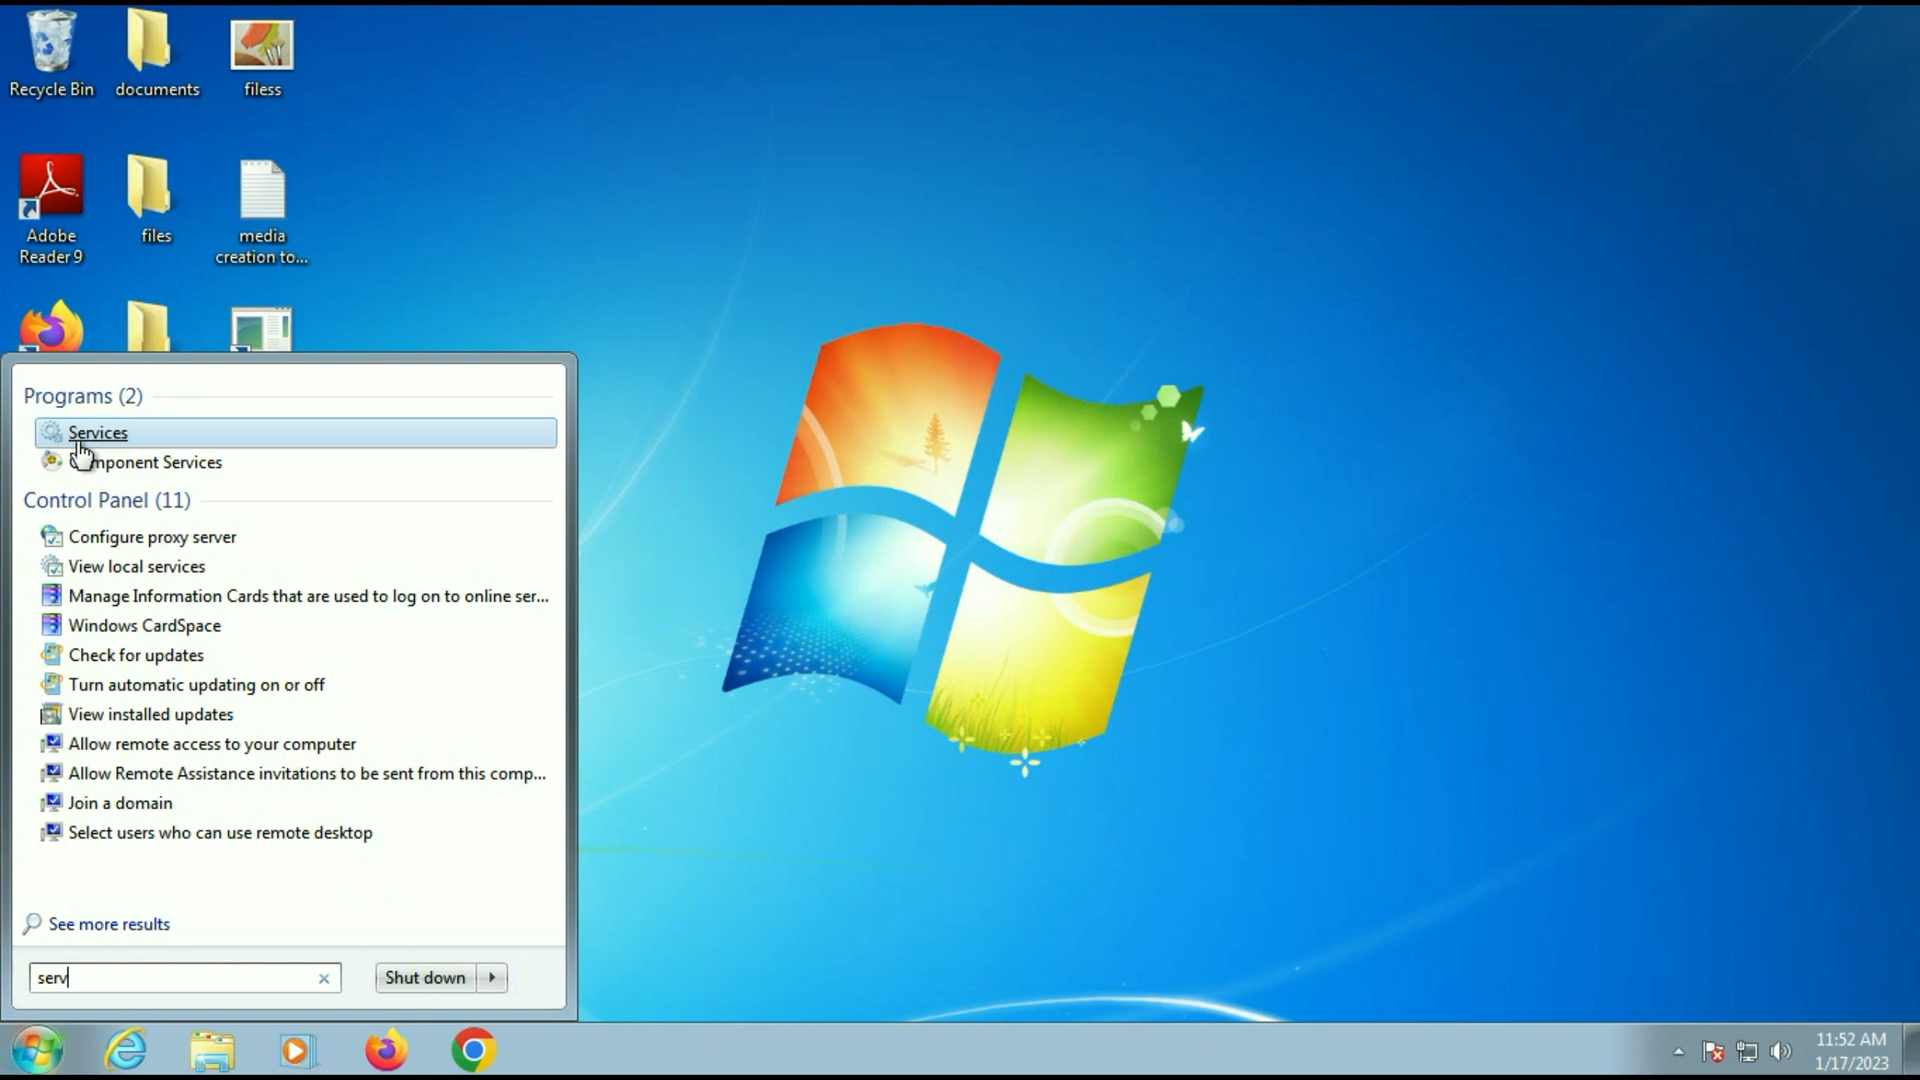 Recycle Bin
documents
filess
Adobe
Reader 9
files
media
creation to...
Programs (2)
Services
Component Services
Control Panel (11)
Configure proxy server
View local services
Manage Information Cards that are used to log on to online ser...
Windows CardSpace
Check for updates
Turn automatic updating on or off
View installed updates
Allow remote access to your computer
Allow Remote Assistance invitations to be sent from this comp...
Join a domain
Select users who can use remote desktop
See more results
serv
Shut down
11:52 AM
1/17/2023